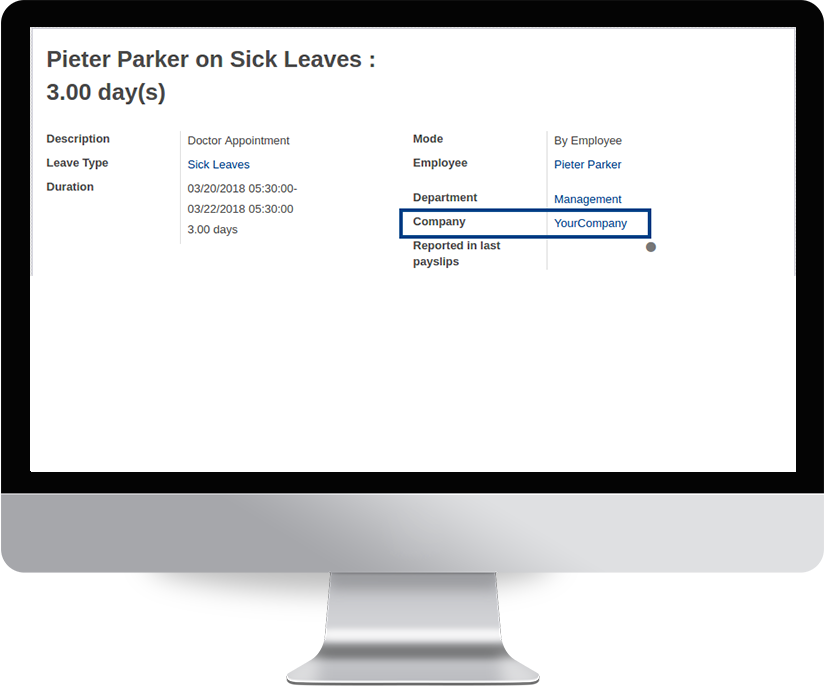 Pieter Parker on Sick Leaves :
3.00 day(s)
Description Doctor Appointment
Leave Type Sick Leaves
Duration 03/20/2018 05:30:00-
03/22/2018 05:30:00
3.00 days
Mode By Employee
Employee Pieter Parker
Department Management
Company YourCompany
Reported in last
payslips